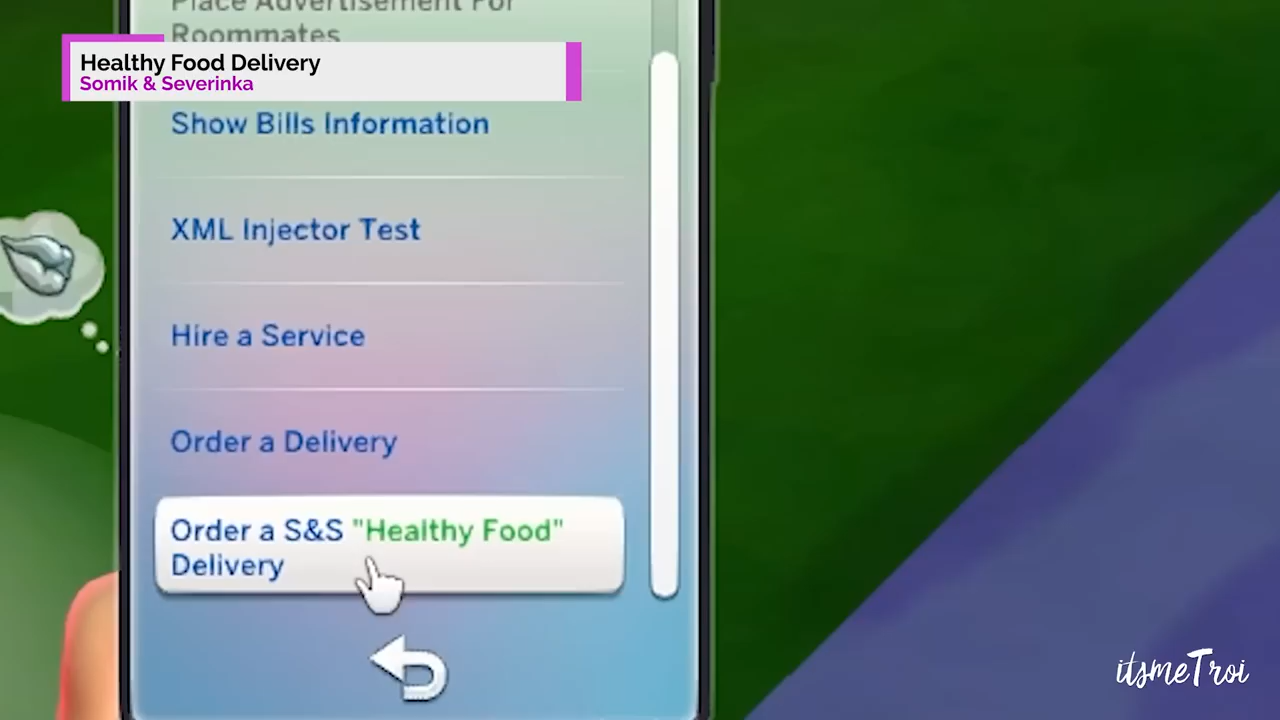 Place Advertisement For
Roommates
Healthy Food Delivery
Somik & Severinka
Show Bills Information
XML Injector Test
Hire a Service
Order a Delivery
Order a S&S "Healthy Food"
Delivery
itsmeTroi